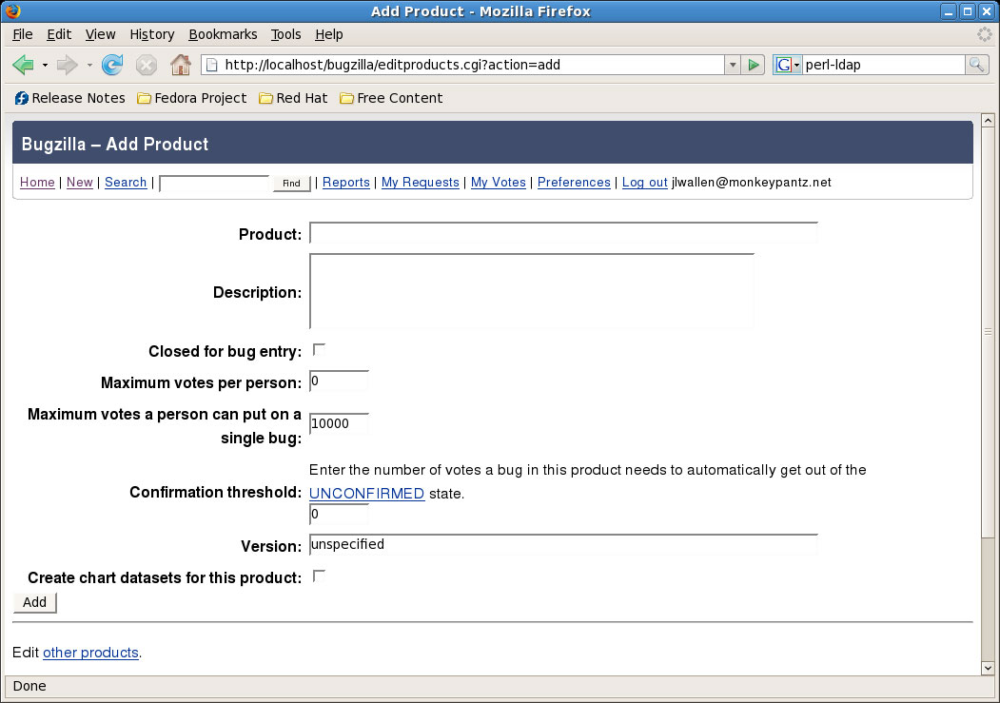 Add Product - Mozilla Firefox
File Edit View History Bookmarks Tools Help
http://localhost/bugzilla/editproducts.cgi?action=add
G
perl-ldap
Release Notes Fedora Project Red Hat Free Content
Bugzilla – Add Product
Home | New | Search | Find | Reports | My Requests | My Votes | Preferences | Log out jlwallen@monkeypantz.net
Product:
Description:
Closed for bug entry:
Maximum votes per person: 0
Maximum votes a person can put on a
single bug: 10000
Enter the number of votes a bug in this product needs to automatically get out of the
Confirmation threshold: UNCONFIRMED state.
0
Version: unspecified
Create chart datasets for this product:
Add
Edit other products.
Done